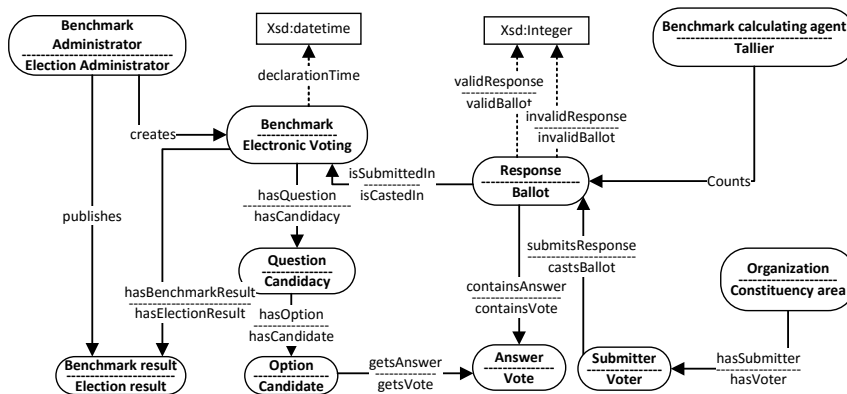 Benchmark
Administrator
Election Administrator
Xsd:datetime
Xsd:Integer
Benchmark calculating agent
Tallier
declarationTime
validResponse
validBallot
invalidResponse
invalidBallot
creates
Benchmark
Electronic Voting
isSubmittedIn
isCastedIn
Response
Ballot
Counts
hasQuestion
hasCandidacy
publishes
submitsResponse
castsBallot
Question
Candidacy
Organization
Constituency area
hasBenchmarkResult
hasElectionResult
containsAnswer
containsVote
hasOption
hasCandidate
Benchmark result
Election result
Option
Candidate
getsAnswer
getsVote
Answer
Vote
Submitter
Voter
hasSubmitter
hasVoter